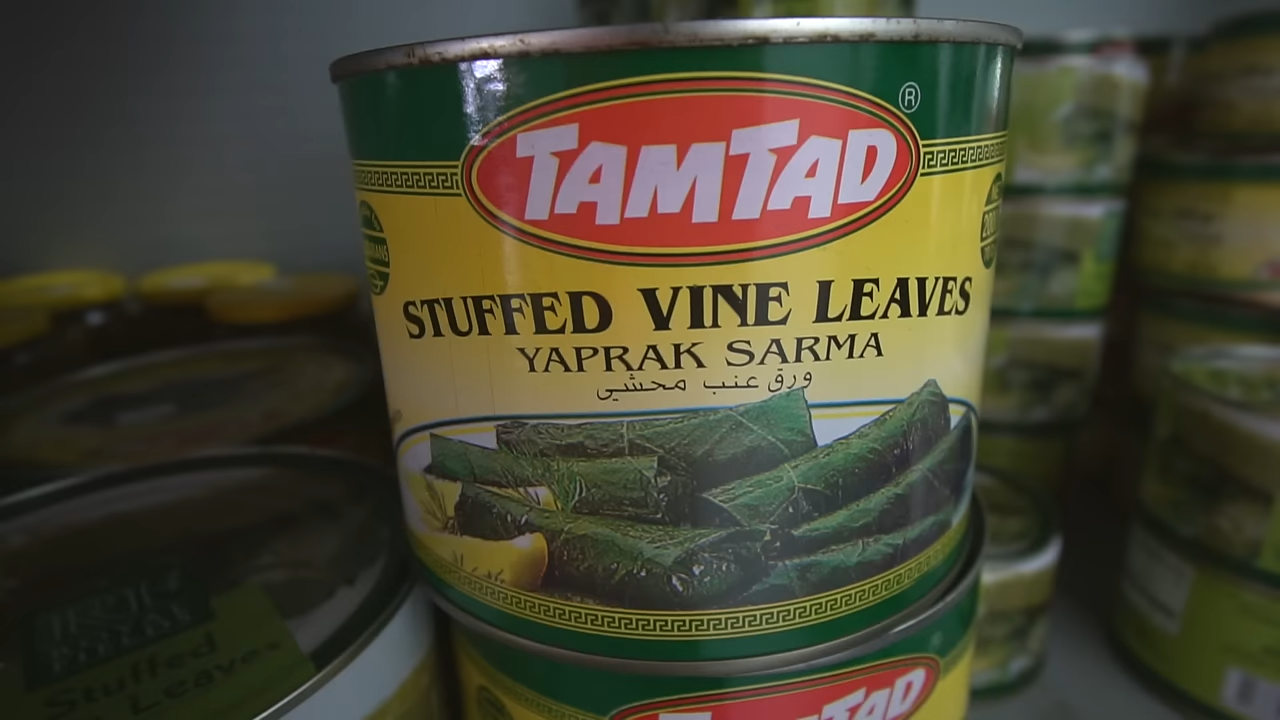 TAMTAD
®
STUFFED VINE LEAVES
YAPRAK SARMA
ورق عنب محشي
TAMTAD
Stuffed
Leaves